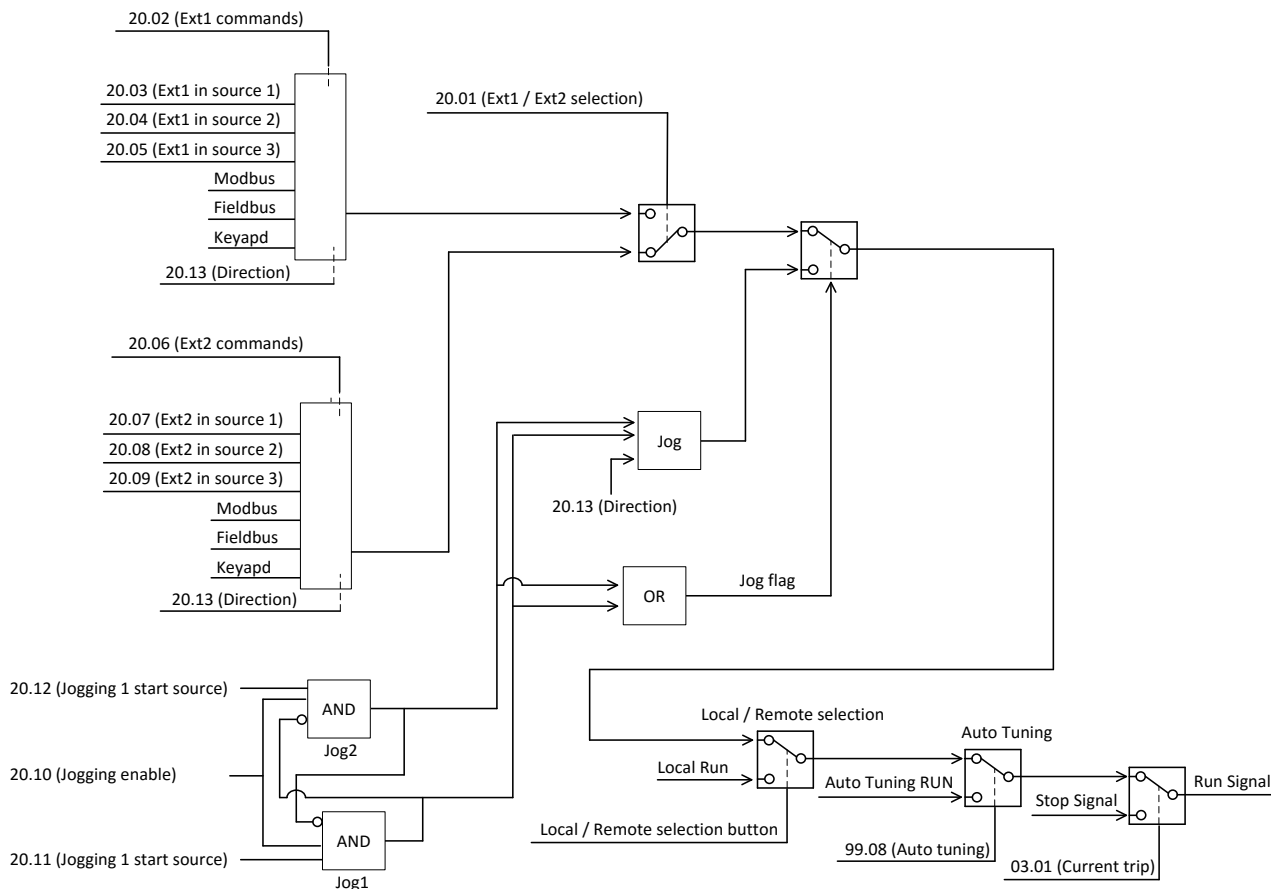 20.02 (Ext1 commands)
20.03 (Ext1 in source 1)
20.04 (Ext1 in source 2)
20.05 (Ext1 in source 3)
Modbus
Fieldbus
Keyapd
20.13 (Direction)
20.01 (Ext1 / Ext2 selection)
20.06 (Ext2 commands)
20.07 (Ext2 in source 1)
20.08 (Ext2 in source 2)
20.09 (Ext2 in source 3)
Modbus
Fieldbus
Keyapd
20.13 (Direction)
Jog
20.13 (Direction)
OR
Jog flag
20.12 (Jogging 1 start source)
AND
Jog2
20.10 (Jogging enable)
AND
20.11 (Jogging 1 start source)
Jog1
Local / Remote selection
Local Run
Local / Remote selection button
Auto Tuning
Auto Tuning RUN
99.08 (Auto tuning)
Stop Signal
Run Signal
03.01 (Current trip)